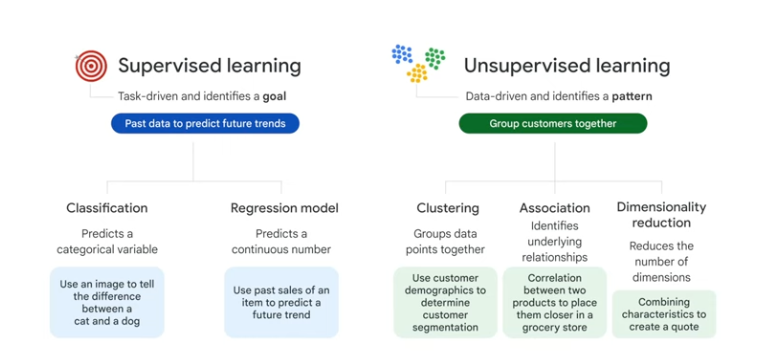 Supervised learning
Task-driven and identifies a goal
Past data to predict future trends
Classification
Predicts a
categorical variable
Use an image to tell
the difference
between a
cat and a dog
Regression model
Predicts a
continuous number
Use past sales of an
item to predict a
future trend
Unsupervised learning
Data-driven and identifies a pattern
Group customers together
Clustering
Groups data
points together
Use customer
demographics to
determine
customer
segmentation
Association
Identifies
underlying
relationships
Correlation
between two
products to place
them closer in a
grocery store
Dimensionality
reduction
Reduces the
number of
dimensions
Combining
characteristics to
create a quote